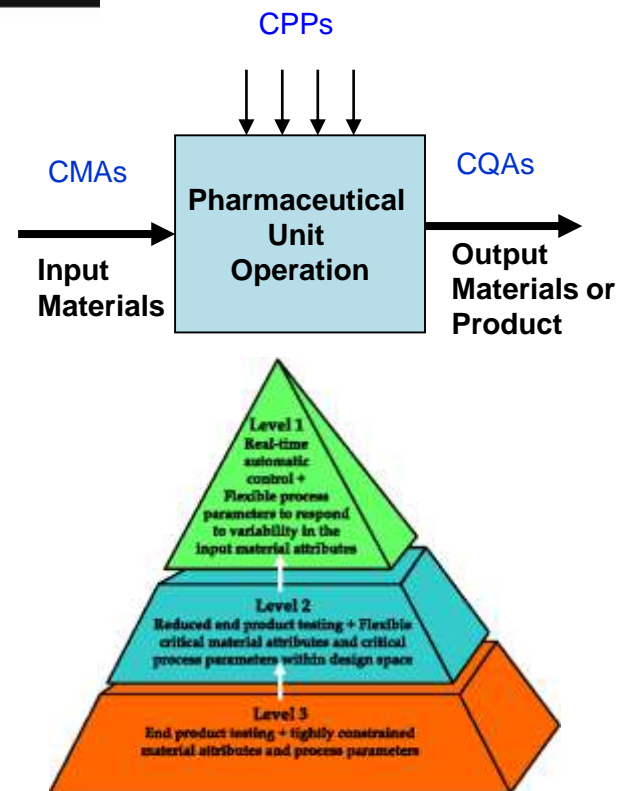 CPPs
CMAs
CQAs
Pharmaceutical
Unit
Operation
Input
Materials
Output
Materials or
Product
Level 1
Real-time
automatic
control +
Flexible process
parameters to respond
to variability in the
input material attributes
Level 2
Reduced end product testing + Flexible
critical material attributes and critical
process parameters within design space
Level 3
End product testing + tightly constrained
material attributes and process parameters